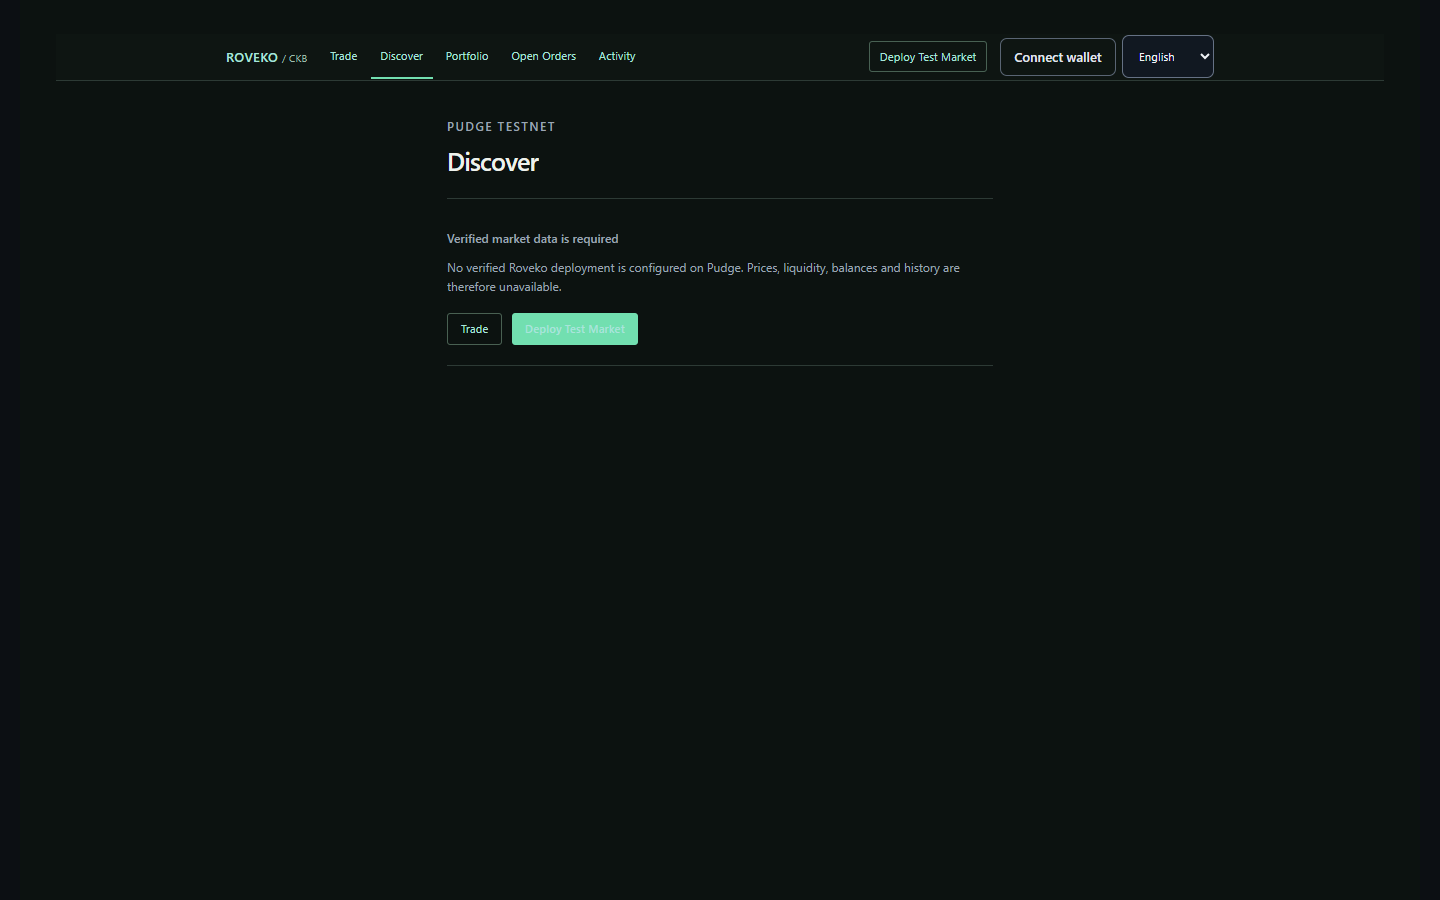 ROVEKO / CKB Trade Discover Portfolio Open Orders Activity Deploy Test Market Connect wallet English
PUDGE TESTNET
Discover
Verified market data is required
No verified Roveko deployment is configured on Pudge. Prices, liquidity, balances and history are
therefore unavailable.
Trade Deploy Test Market